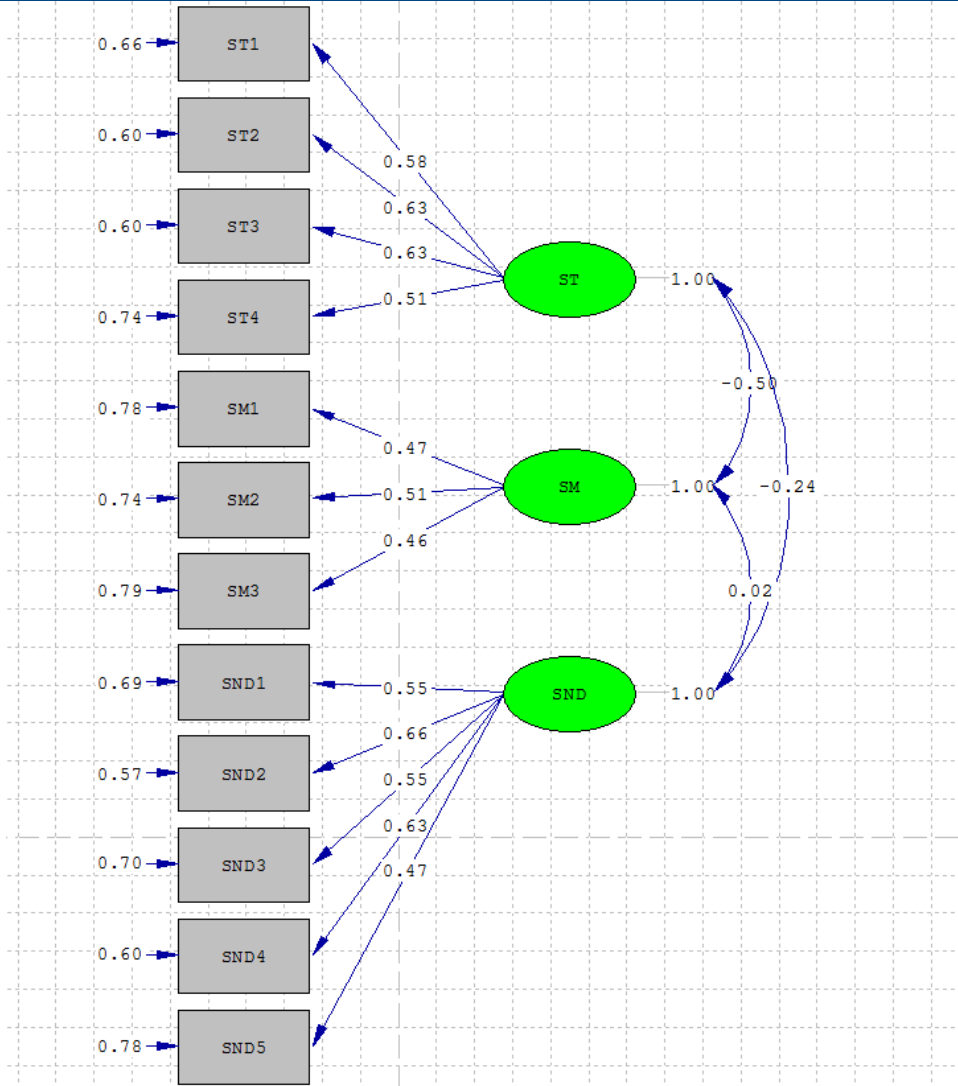 0.66 ST1
0.60 ST2
0.58
0.63
0.60 ST3
0.63
ST 1.00
0.51
0.74 ST4
-0.50
0.78 SM1
0.47
0.74 SM2
0.51
SM 1.00
-0.24
0.46
0.79 SM3
0.02
0.69 SND1
0.55
SND 1.00
0.66
0.57 SND2
0.55
0.63
0.70 SND3
0.47
0.60 SND4
0.78 SND5